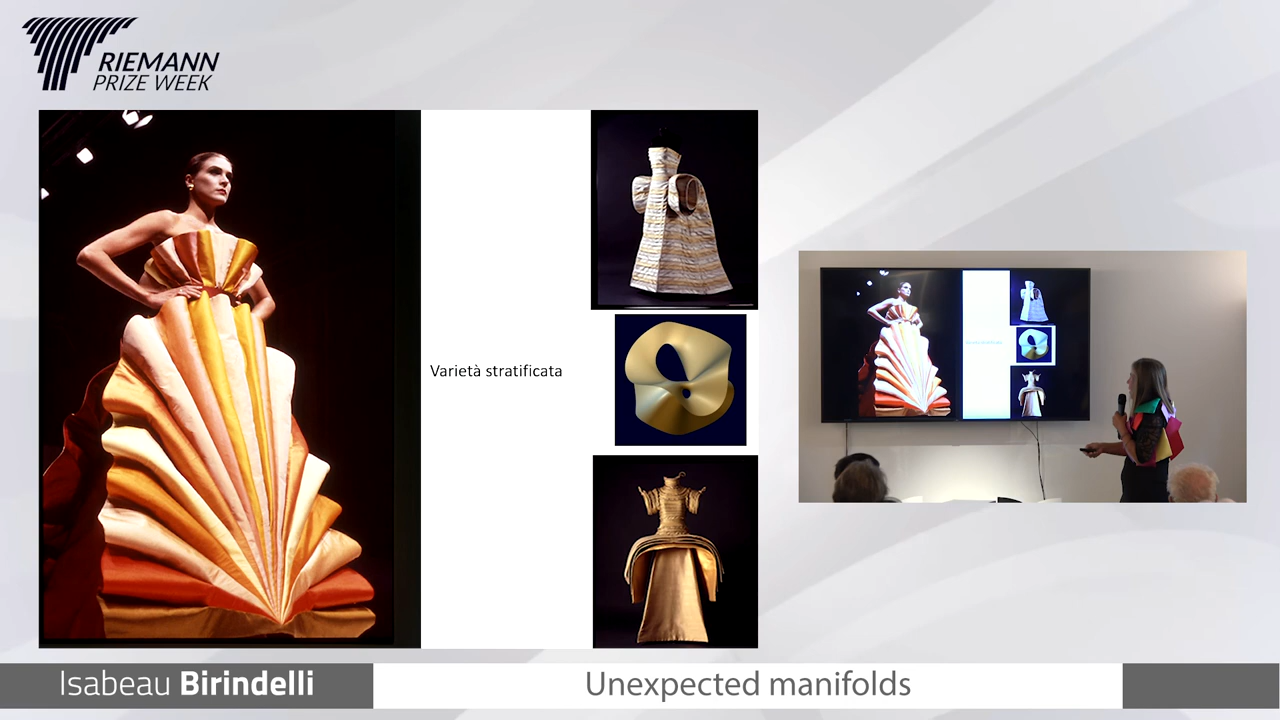 RIEMANN
PRIZE WEEK
Varietà stratificata
Isabeau Birindelli
Unexpected manifolds